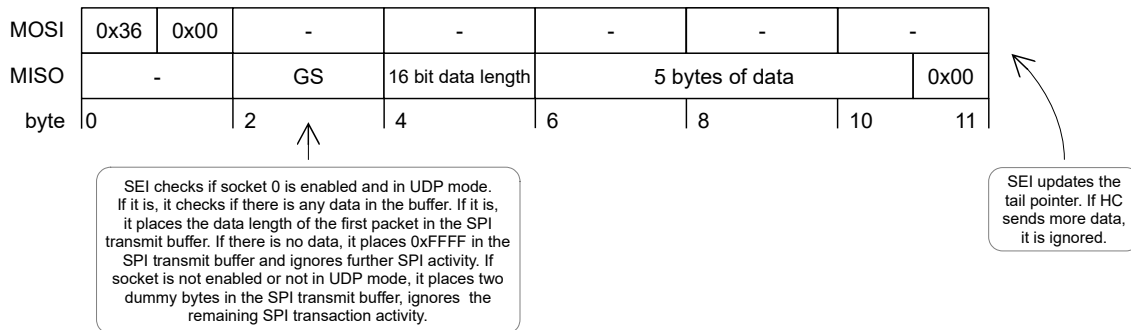 MOSI 0x36 0x00 - - - - -
MISO - GS 16 bit data length 5 bytes of data 0x00
byte 0 2 4 6 8 10 11
SEI checks if socket 0 is enabled and in UDP mode.
If it is, it checks if there is any data in the buffer. If it is,
it places the data length of the first packet in the SPI
transmit buffer. If there is no data, it places 0xFFFF in the
SPI transmit buffer and ignores further SPI activity. If
socket is not enabled or not in UDP mode, it places two
dummy bytes in the SPI transmit buffer, ignores the
remaining SPI transaction activity.
SEI updates the
tail pointer. If HC
sends more data,
it is ignored.